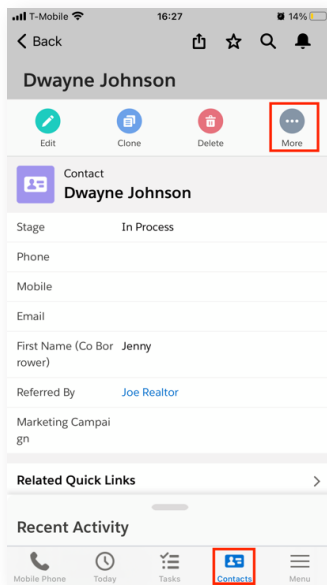 T-Mobile 16:27 14%
Back
Dwayne Johnson
Edit Clone Delete More
Contact
Dwayne Johnson
Stage In Process
Phone
Mobile
Email
First Name (Co Bor Jenny
rower)
Referred By Joe Realtor
Marketing Campai
gn
Related Quick Links
Recent Activity
Mobile Phone Today Tasks Contacts Menu